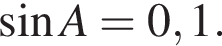 sin A = 0, 1.